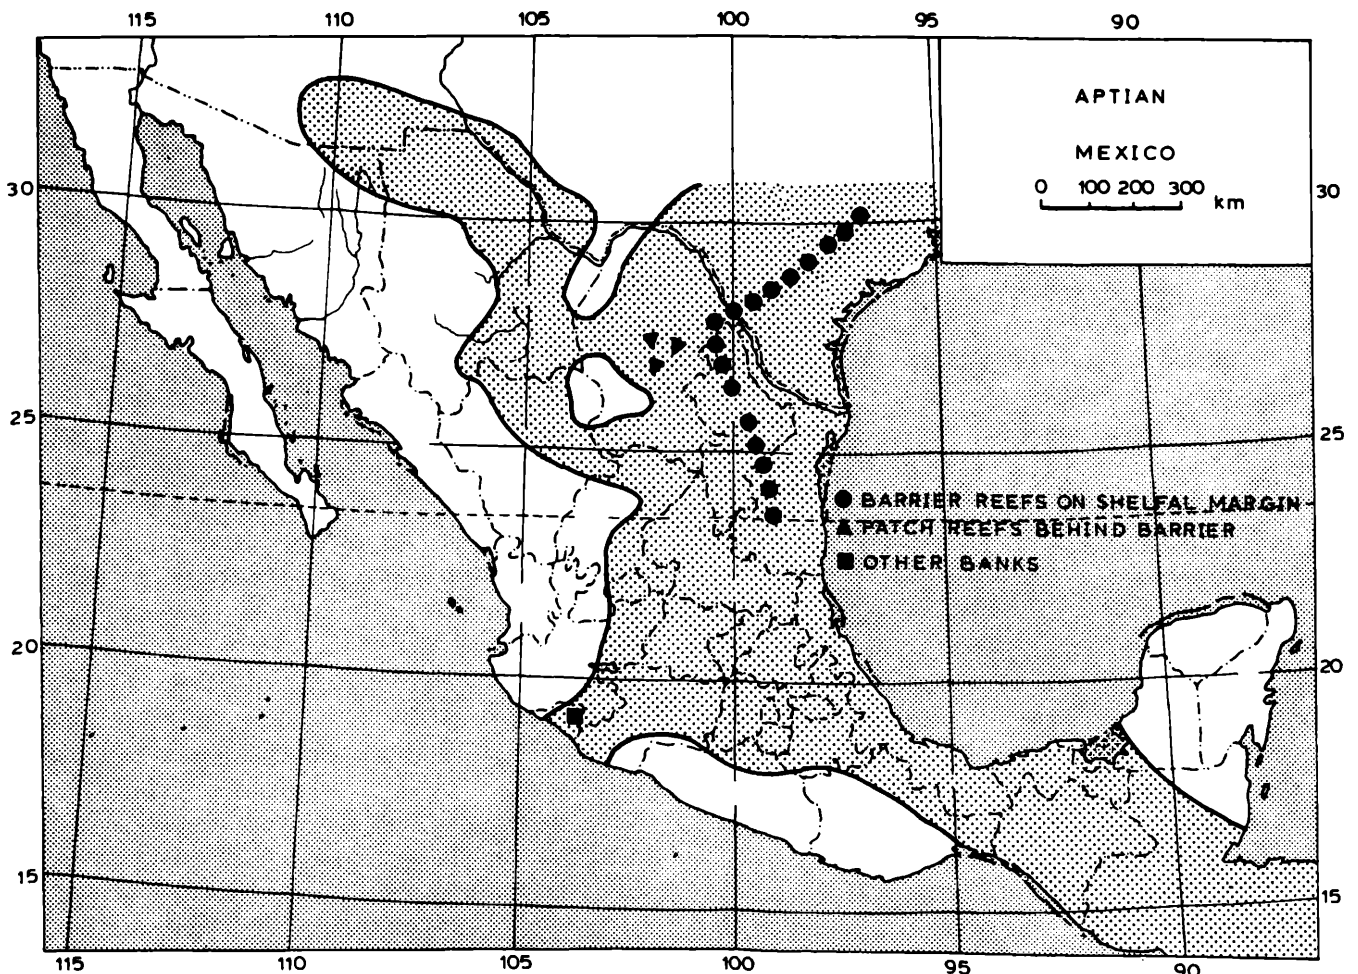 115 110 105 100 95 90
APTIAN
MEXICO
0 100 200 300 km
30 30
25 25
BARRIER REEFS ON SHELFAL MARGIN
PATCH REEFS BEHIND BARRIER
OTHER BANKS
20 20
15 15
115 110 105 100 95 90